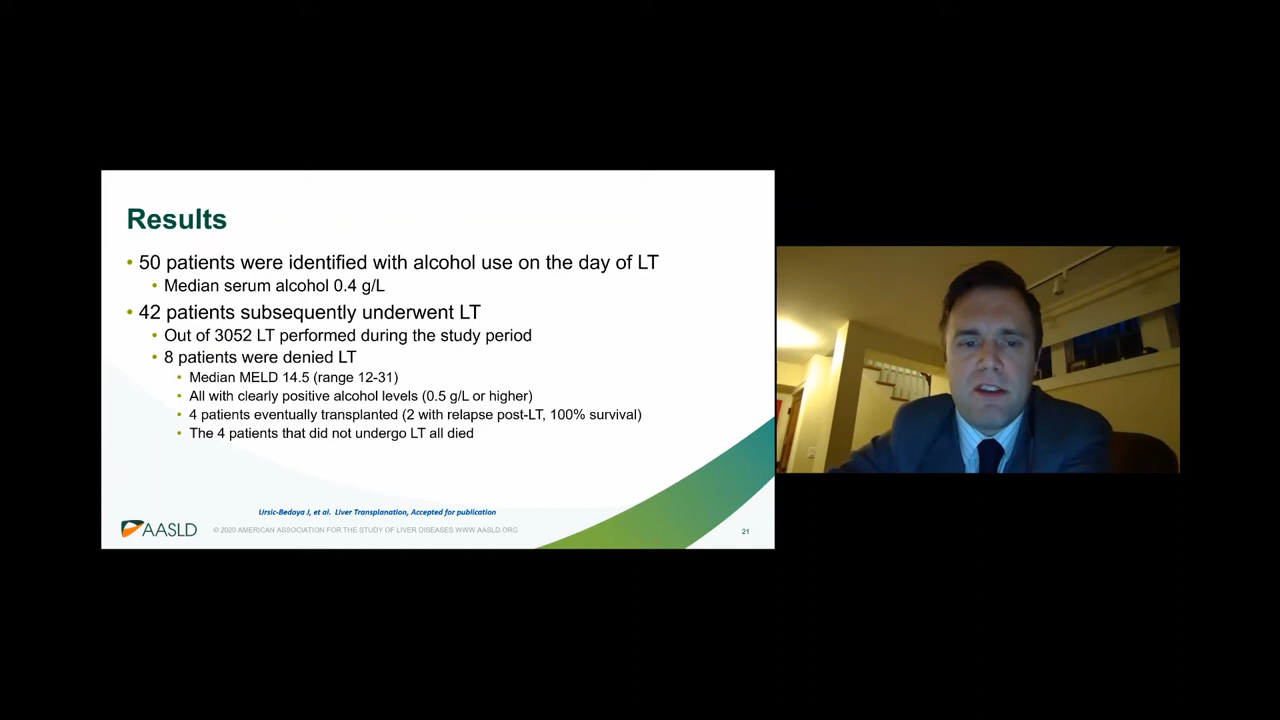 Results
• 50 patients were identified with alcohol use on the day of LT
• Median serum alcohol 0.4 g/L
• 42 patients subsequently underwent LT
• Out of 3052 LT performed during the study period
• 8 patients were denied LT
• Median MELD 14.5 (range 12-31)
• All with clearly positive alcohol levels (0.5 g/L or higher)
• 4 patients eventually transplanted (2 with relapse post-LT, 100% survival)
• The 4 patients that did not undergo LT all died
Ursic-Bedoya J, et al. Liver Transplanation, Accepted for publication
AASLD
© 2020 AMERICAN ASSOCIATION FOR THE STUDY OF LIVER DISEASES WWW.AASLD.ORG
21